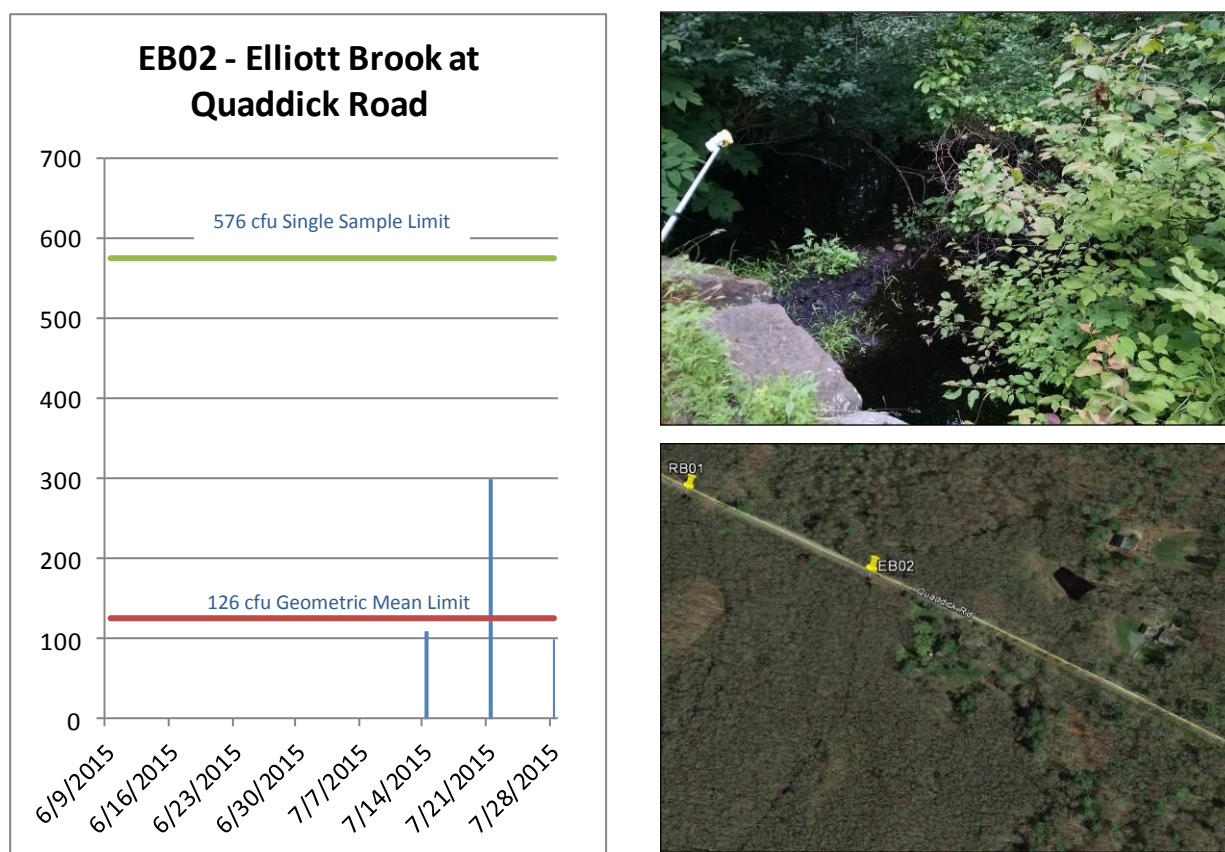 EB02 - Elliott Brook at
Quaddick Road
700
600
500
400
300
200
100
0
576 cfu Single Sample Limit
126 cfu Geometric Mean Limit
6/9/2015
6/16/2015
6/23/2015
6/30/2015
7/7/2015
7/14/2015
7/21/2015
7/28/2015
RB01
EB02
Quaddick Rd